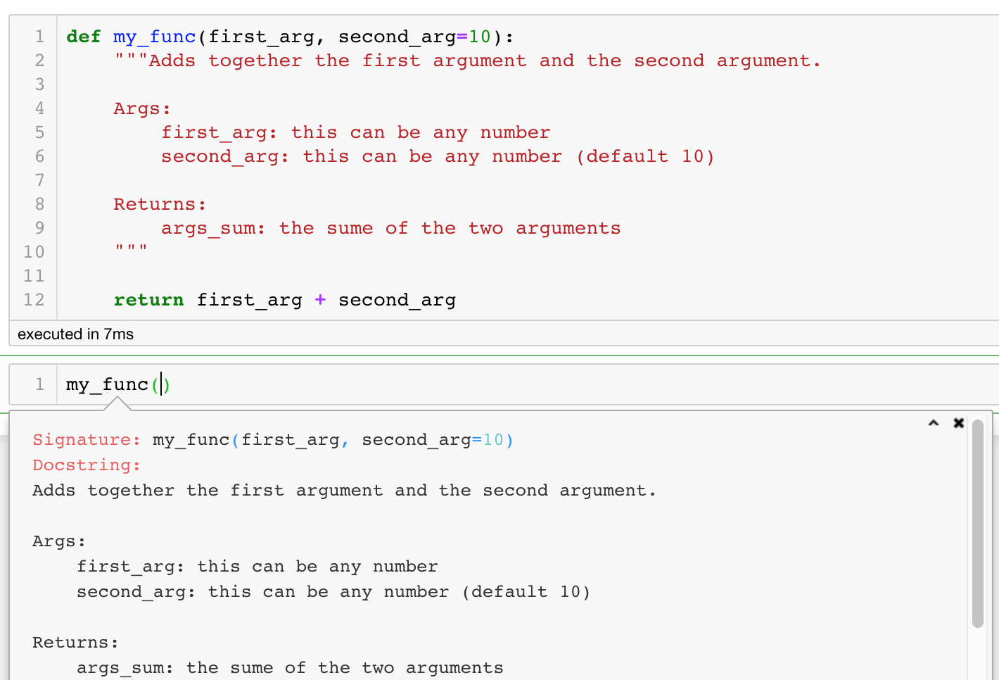 1 def my_func(first_arg, second_arg=10):
2 """Adds together the first argument and the second argument.
3
4 Args:
5 first_arg: this can be any number
6 second_arg: this can be any number (default 10)
7
8 Returns:
9 args_sum: the sume of the two arguments
10 """
11
12 return first_arg + second_arg
executed in 7ms
1 my_func()
Signature: my_func(first_arg, second_arg=10)
Docstring:
Adds together the first argument and the second argument.
Args:
first_arg: this can be any number
second_arg: this can be any number (default 10)
Returns:
args_sum: the sume of the two arguments